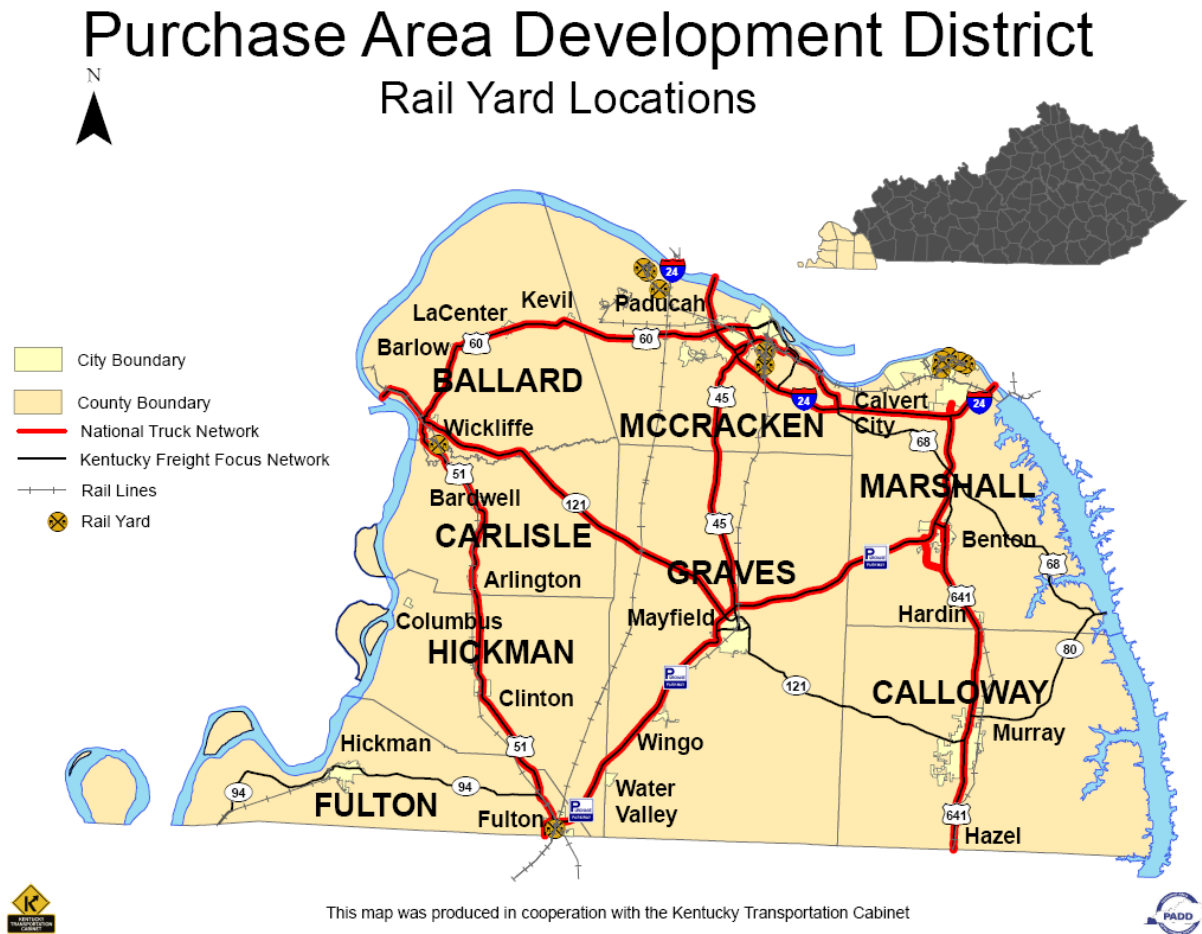 Purchase Area Development District
Rail Yard Locations
N
City Boundary
County Boundary
National Truck Network
Kentucky Freight Focus Network
Rail Lines
Rail Yard
24
Paducah
Kevil
LaCenter
60
60
Barlow
BALLARD
45
24
Calvert
City
24
Wickliffe
MCCRACKEN
68
51
Bardwell
121
MARSHALL
CARLISLE
45
Benton
GRAVES
68
Arlington
641
Hardin
Columbus
Mayfield
80
HICKMAN
121
CALLOWAY
Clinton
Murray
Hickman
51
Wingo
94
94
FULTON
Fulton
Water
Valley
641
Hazel
KENTUCKY
TRANSPORTATION
CABINET
This map was produced in cooperation with the Kentucky Transportation Cabinet
PADD